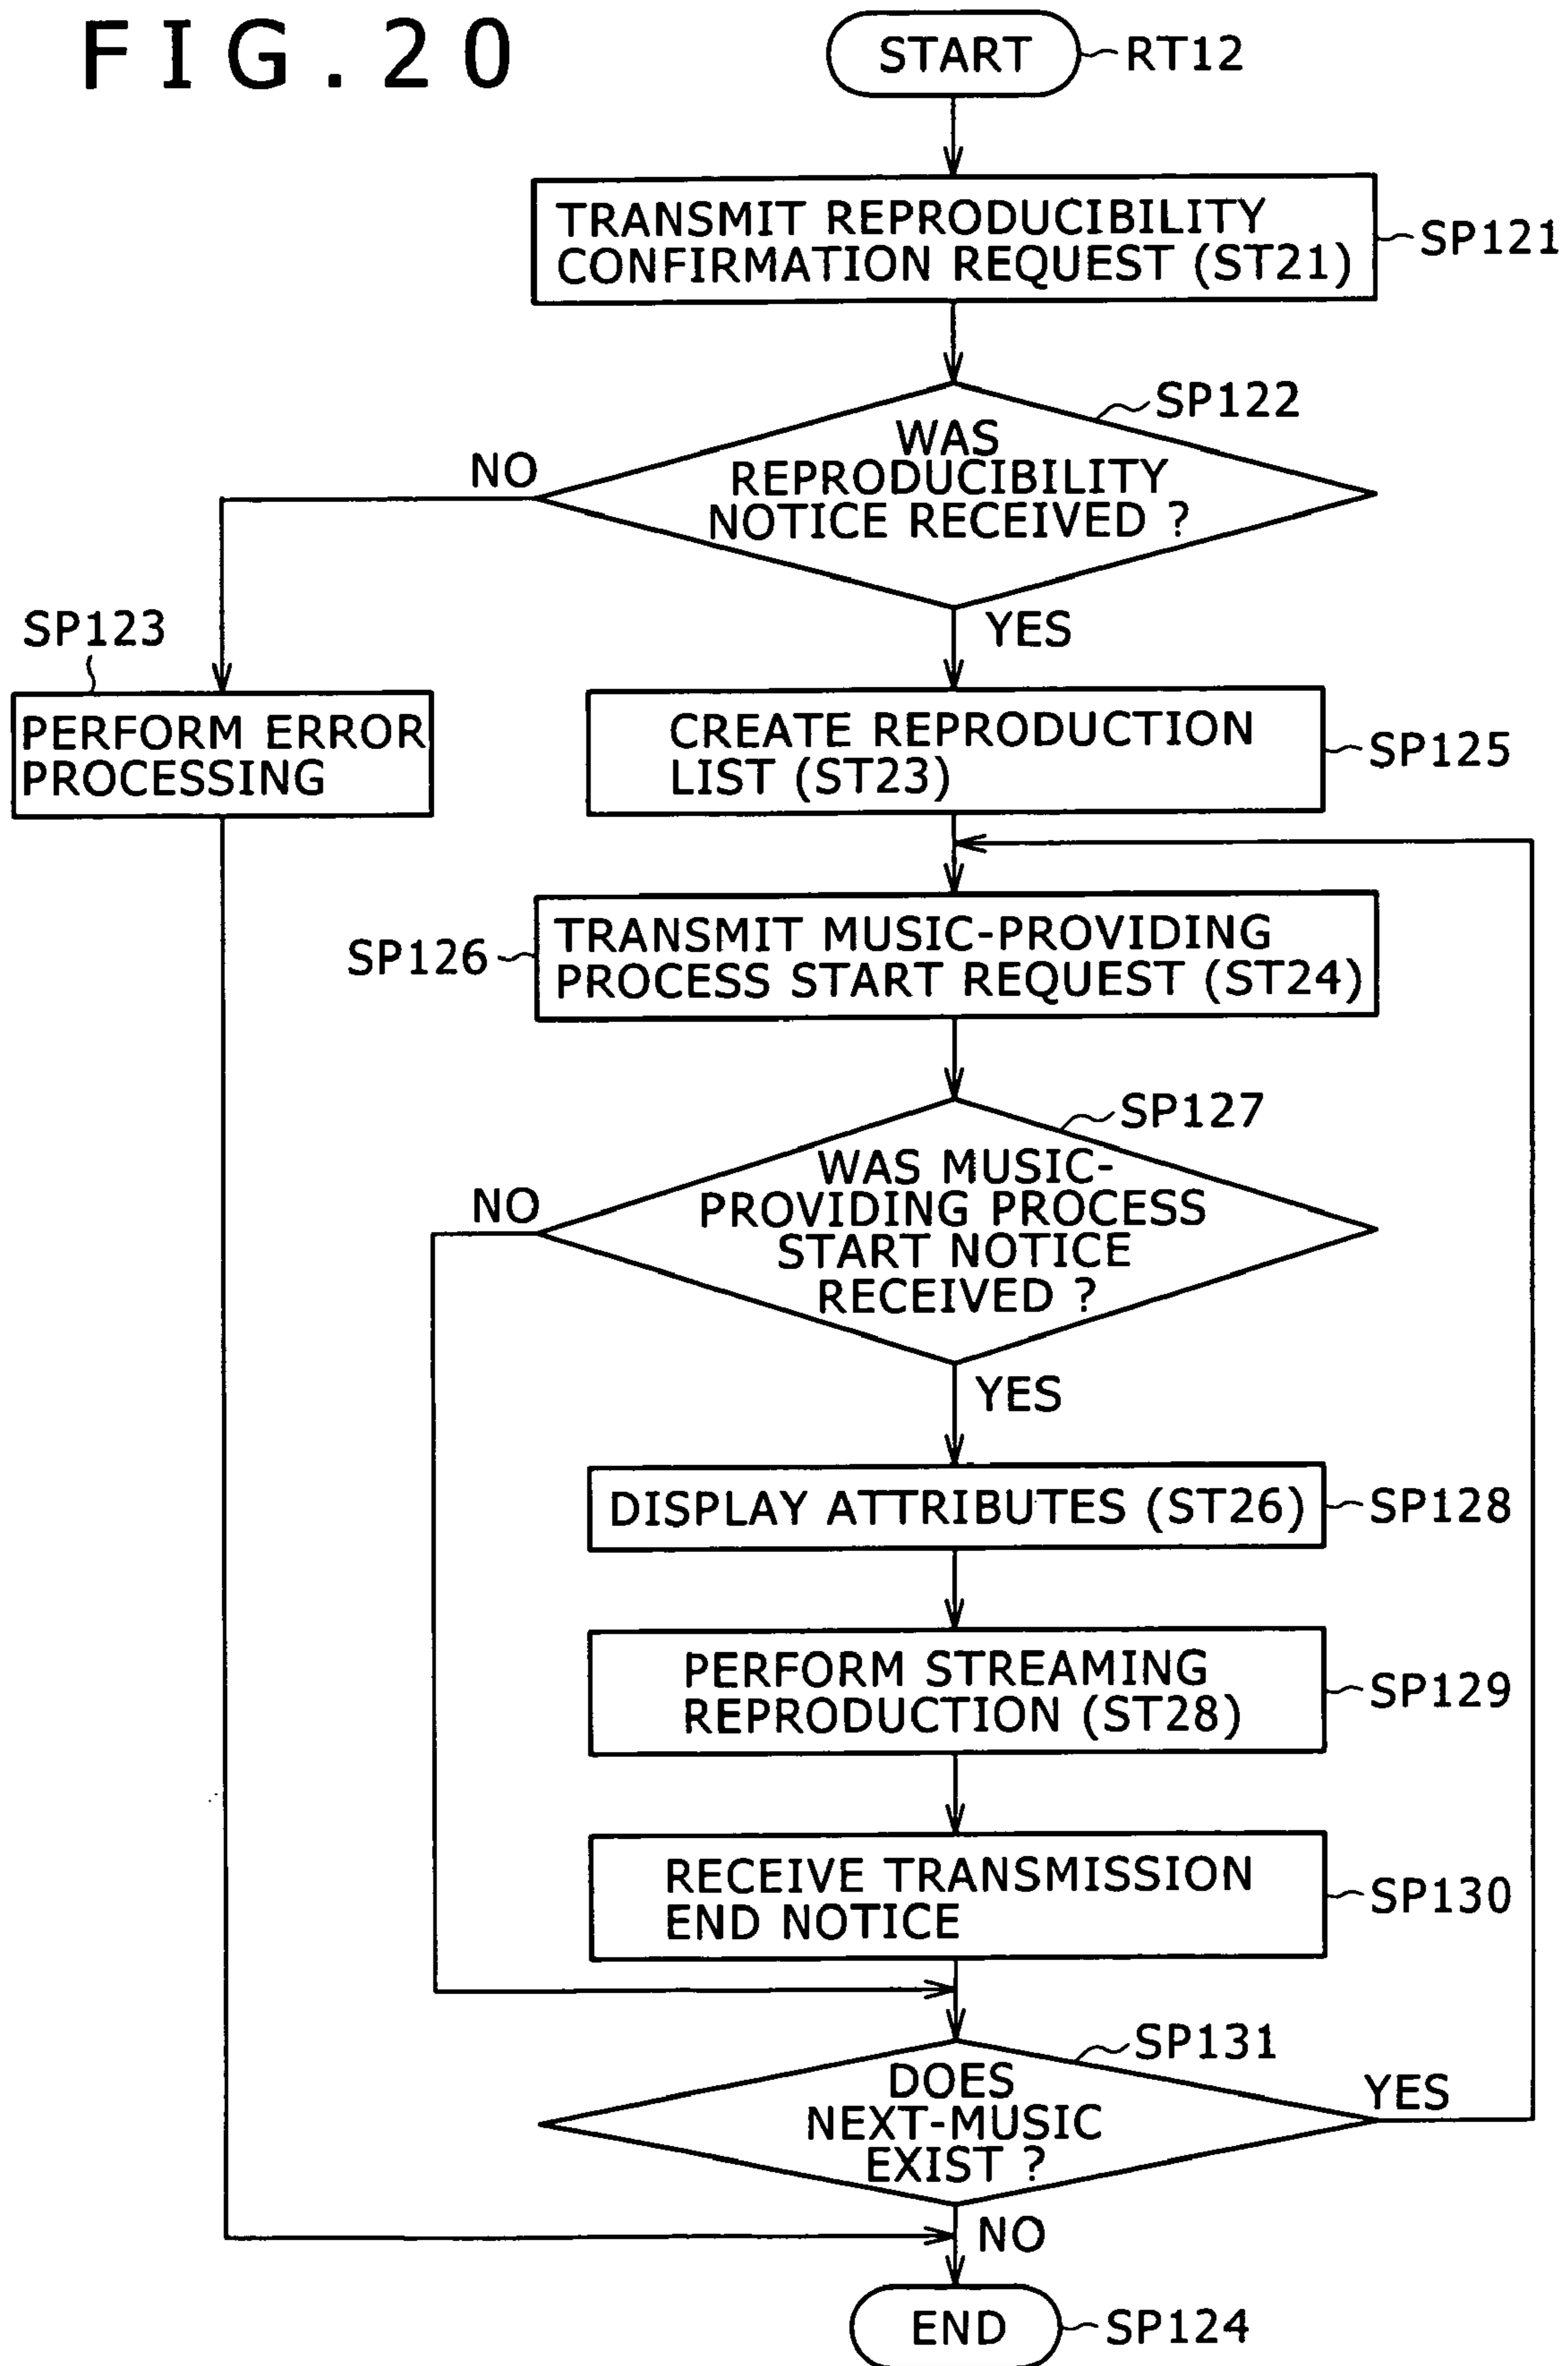 FIG.20
START
RT12
TRANSMIT REPRODUCIBILITY
CONFIRMATION REQUEST (ST21)
SP121
SP122
WAS
REPRODUCIBILITY
NOTICE RECEIVED ?
NO
YES
SP123
PERFORM ERROR
PROCESSING
CREATE REPRODUCTION
LIST (ST23)
SP125
SP126
TRANSMIT MUSIC-PROVIDING
PROCESS START REQUEST (ST24)
SP127
WAS MUSIC-
PROVIDING PROCESS
START NOTICE
RECEIVED ?
NO
YES
DISPLAY ATTRIBUTES (ST26)
SP128
PERFORM STREAMING
REPRODUCTION (ST28)
SP129
RECEIVE TRANSMISSION
END NOTICE
SP130
SP131
DOES
NEXT-MUSIC
EXIST ?
YES
NO
END
SP124